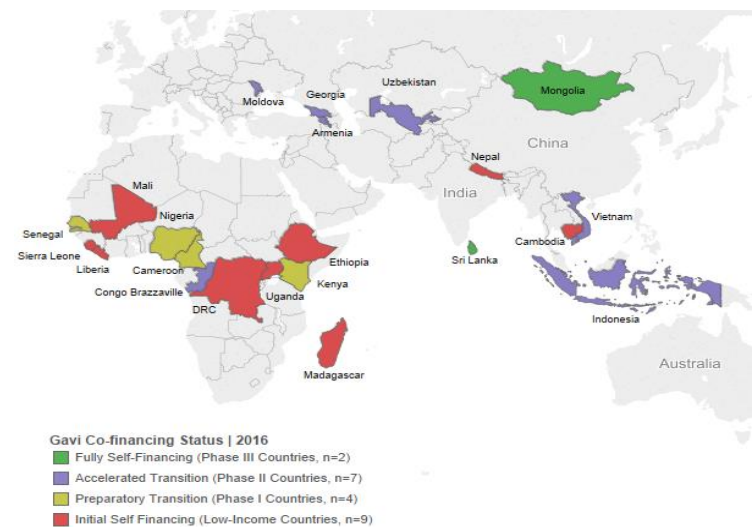 Uzbekistan
Georgia
Moldova
Armenia
Mongolia
China
Nepal
India
Mali
Nigeria
Vietnam
Senegal
Cambodia
Sierra Leone
Sri Lanka
Liberia
Cameroon
Ethiopia
Kenya
Congo Brazzaville
Uganda
DRC
Indonesia
Madagascar
Australia
Gavi Co-financing Status | 2016
Fully Self-Financing (Phase III Countries, n=2)
Accelerated Transition (Phase II Countries, n=7)
Preparatory Transition (Phase I Countries, n=4)
Initial Self Financing (Low-Income Countries, n=9)